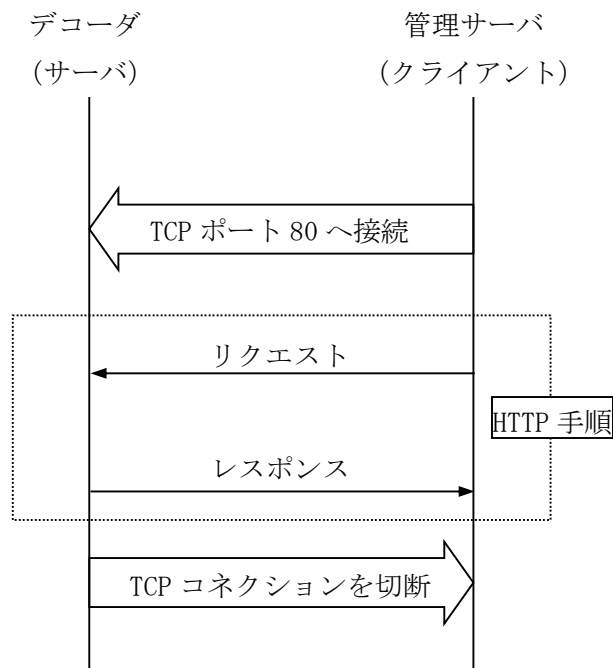 デコーダ
(サーバ)
管理サーバ
(クライアント)
TCP ポート 80 へ接続
リクエスト
HTTP 手順
レスポンス
TCP コネクションを切断